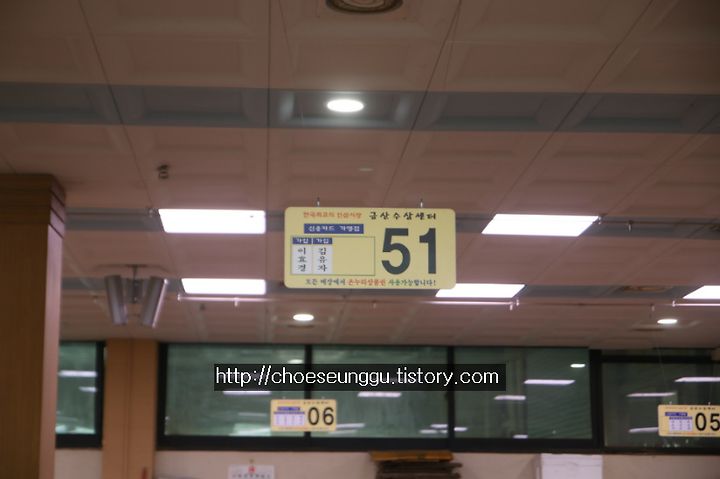 한국최고의 인삼시장 금산수삼센터
신용카드 가맹점
가입 가입
이효경 김유자
51
모든 매장에서 온누리상품권 사용가능합니다!
http://choeseunggu.tistory.com
06
05